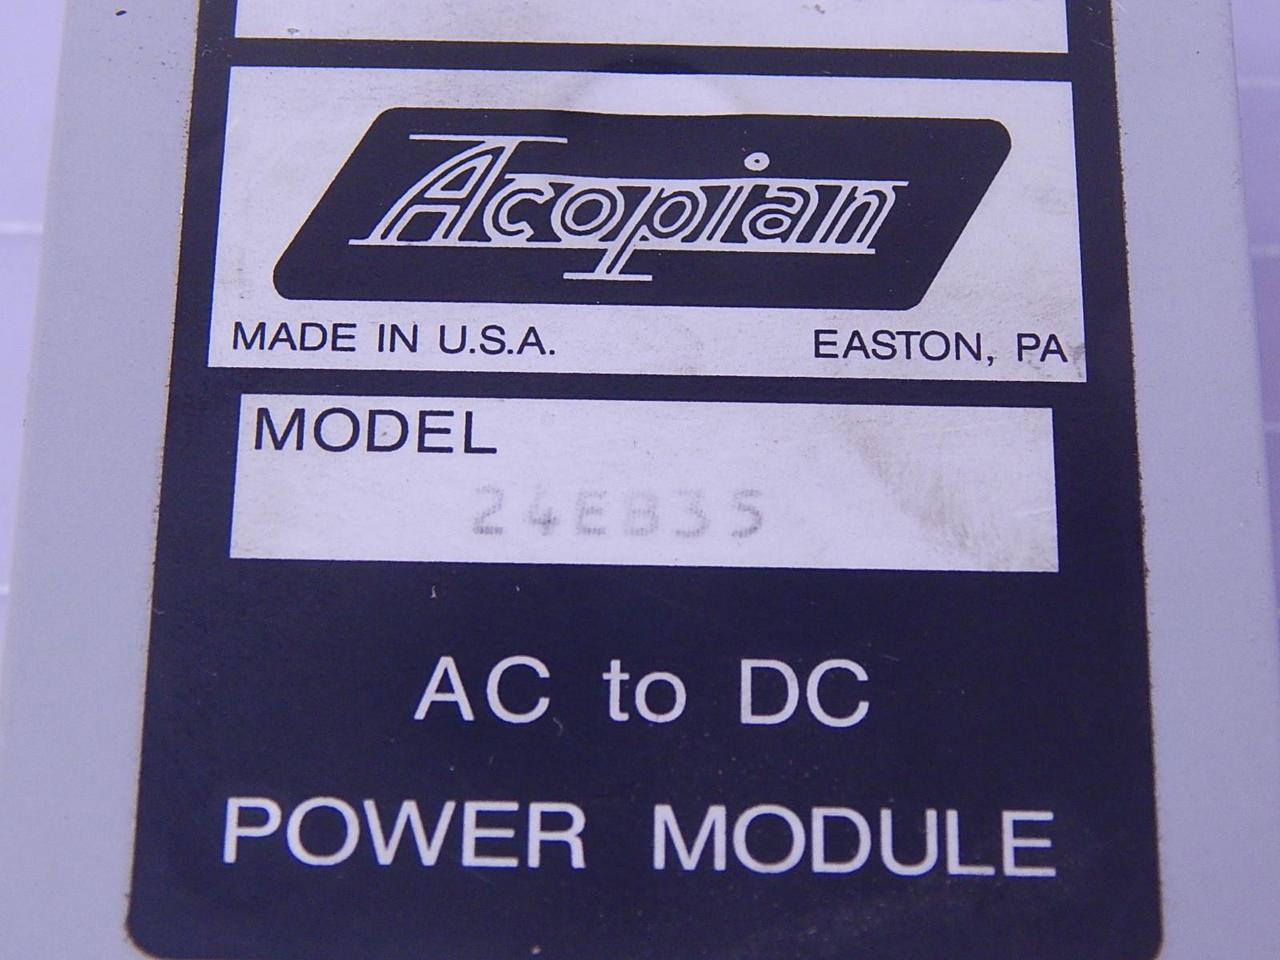 Acopian
MADE IN U.S.A. EASTON, PA
MODEL
24EB35
AC to DC
POWER MODULE